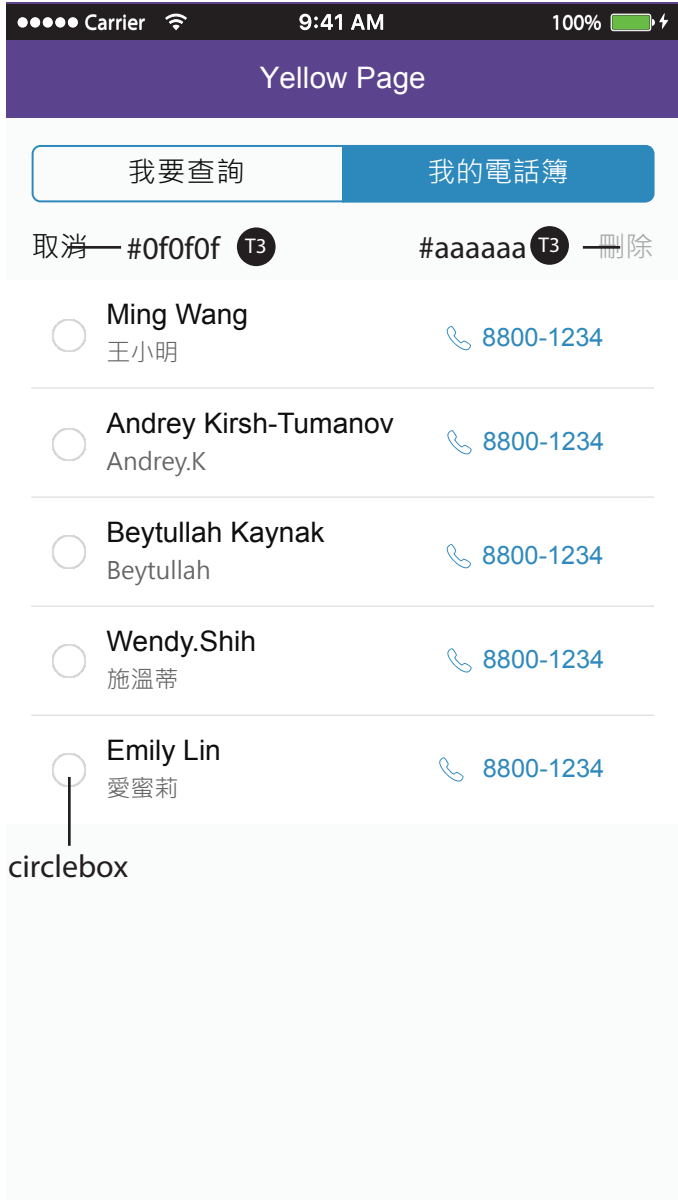 Carrier 9:41 AM 100%
Yellow Page
我要查詢 我的電話簿
取消 #0f0f0f T3 #aaaaaa T3 刪除
Ming Wang
王小明
8800-1234
Andrey Kirsh-Tumanov
Andrey.K
8800-1234
Beytullah Kaynak
Beytullah
8800-1234
Wendy.Shih
施溫蒂
8800-1234
Emily Lin
愛蜜莉
8800-1234
circlebox